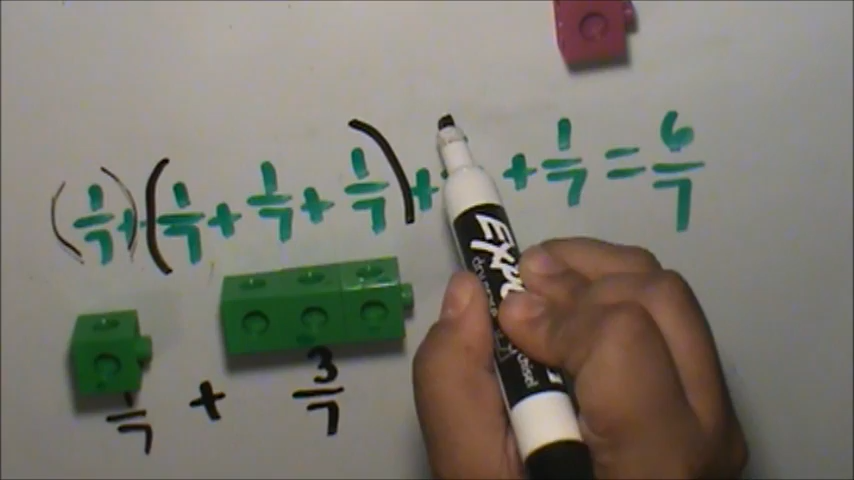 (1/7) + (1/7 + 1/7 + 1/7) + + 1/7 = 6/7
1/7 + 3/7
EXPO